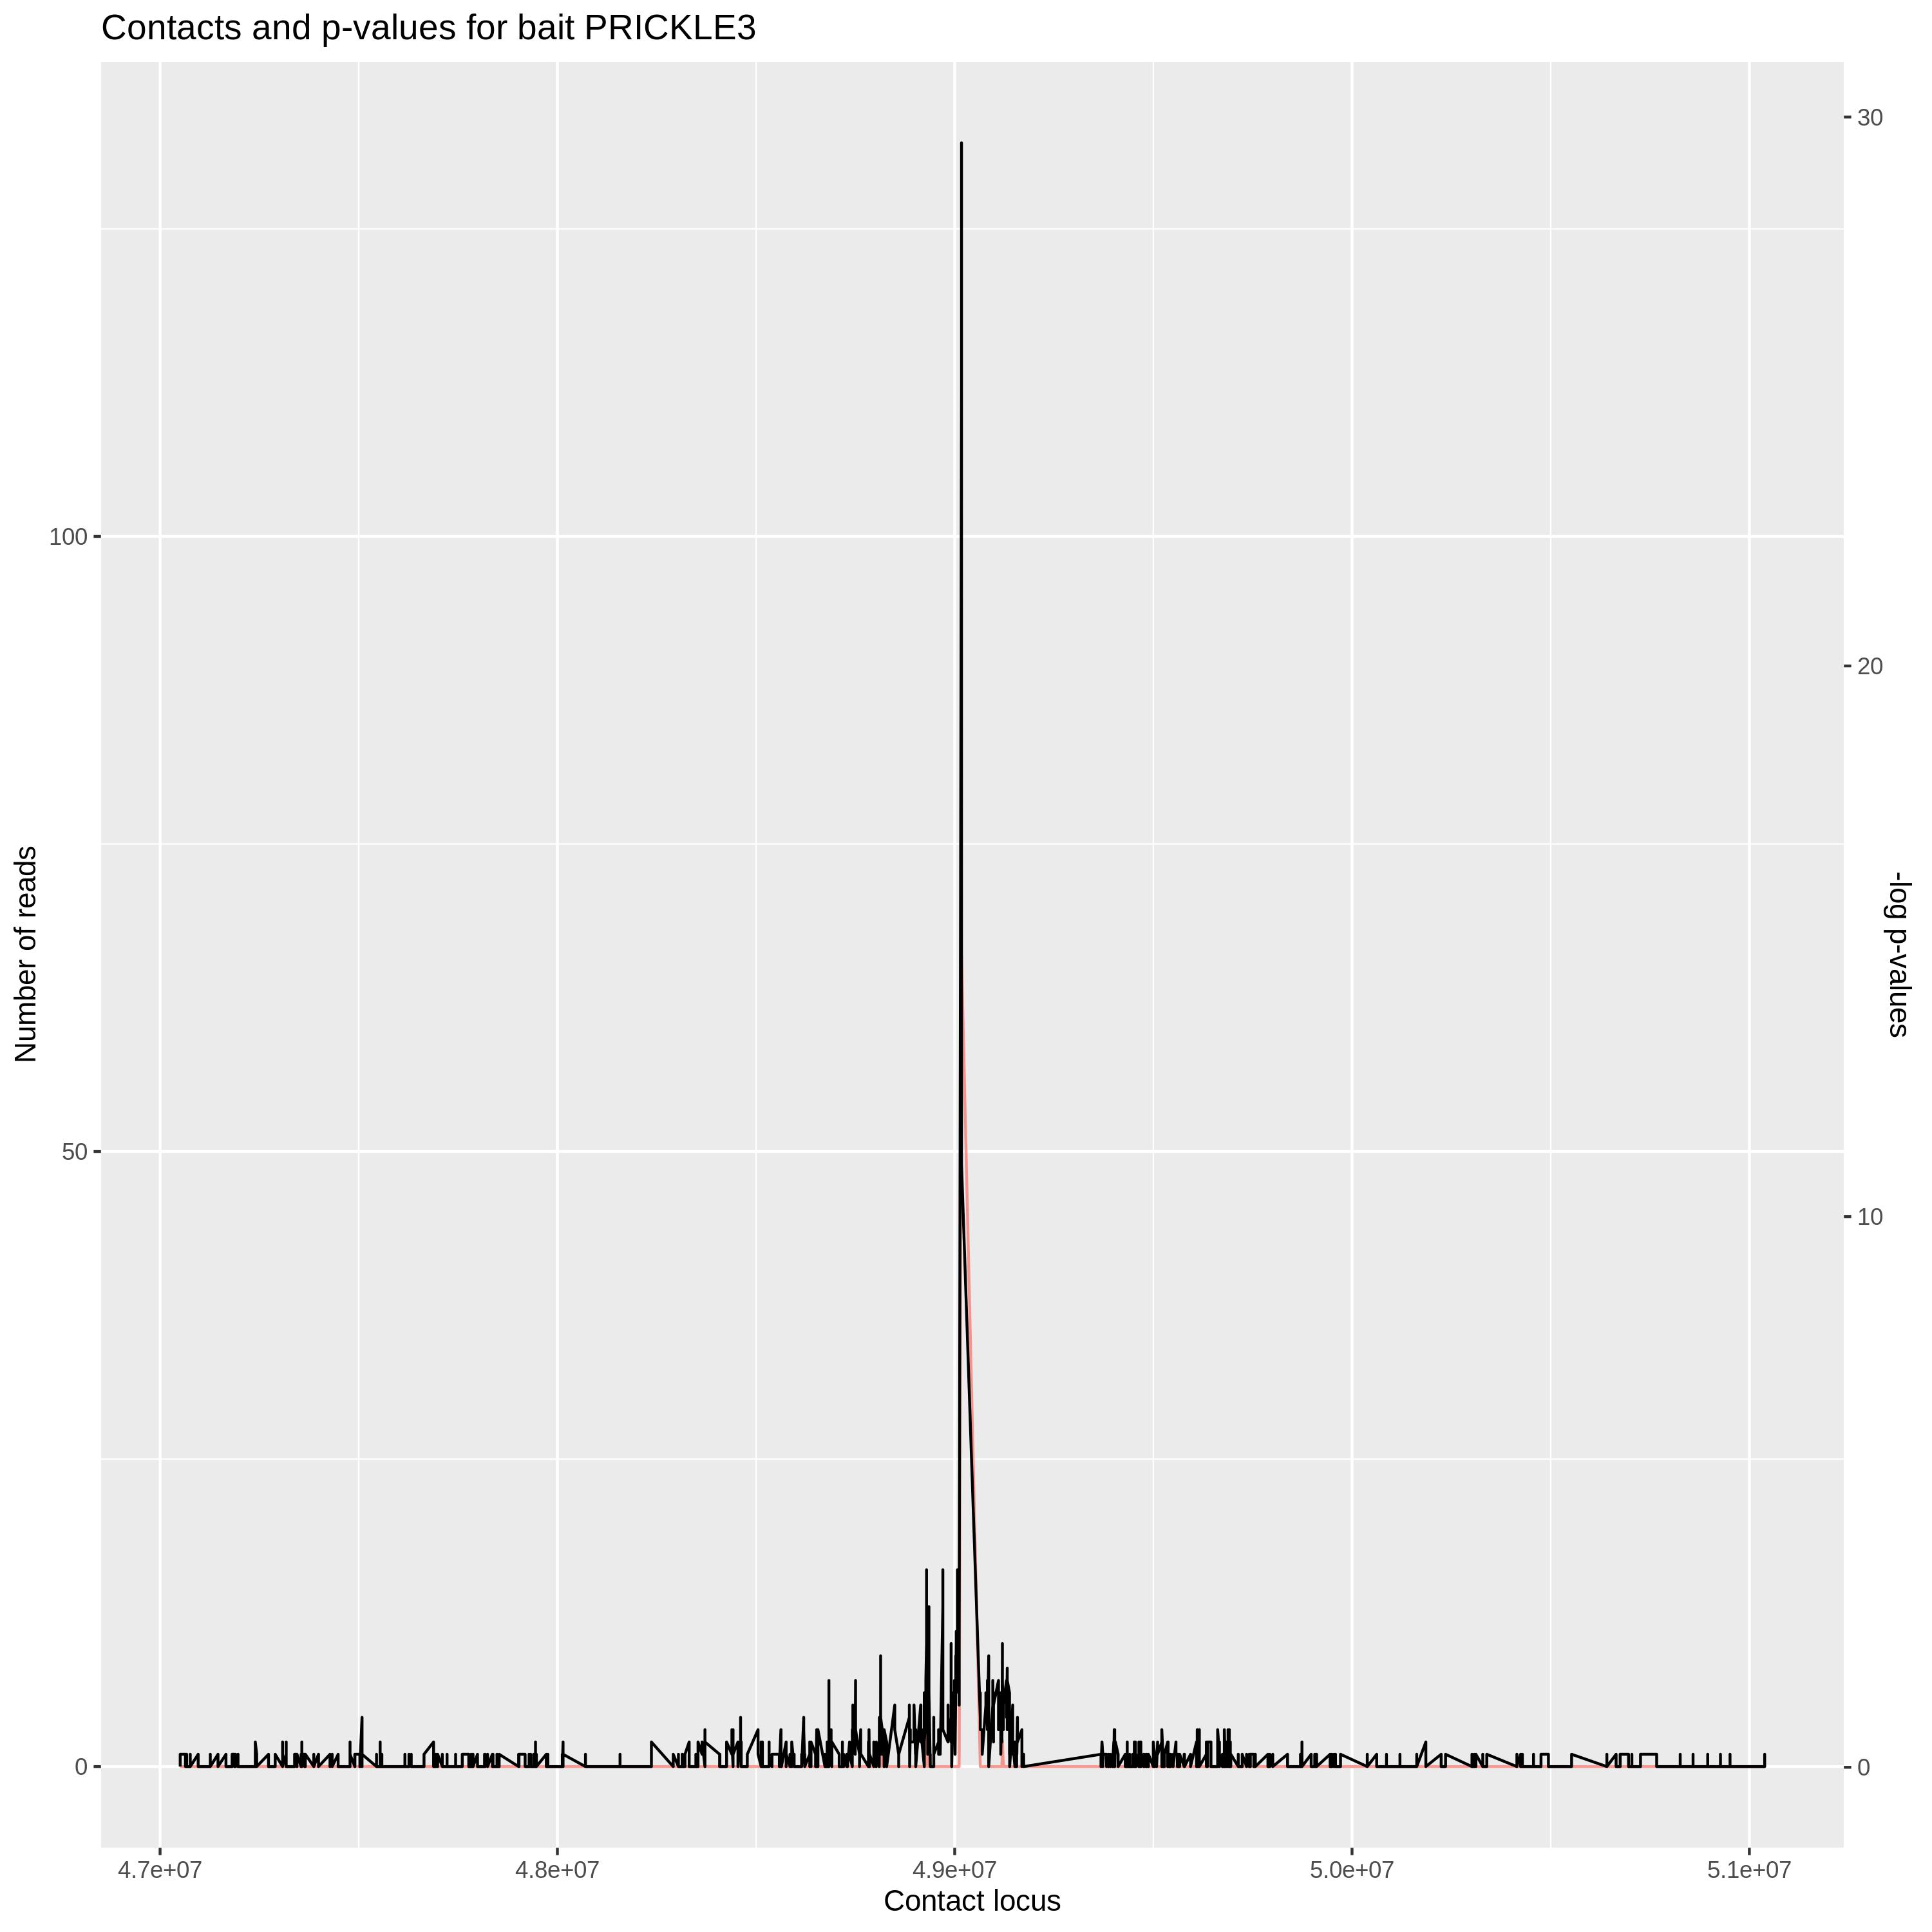 Contacts and p-values for bait PRICKLE3
Number of reads
100
50
0
30
20
10
0
-log p-values
4.7e+07
4.8e+07
4.9e+07
5.0e+07
5.1e+07
Contact locus